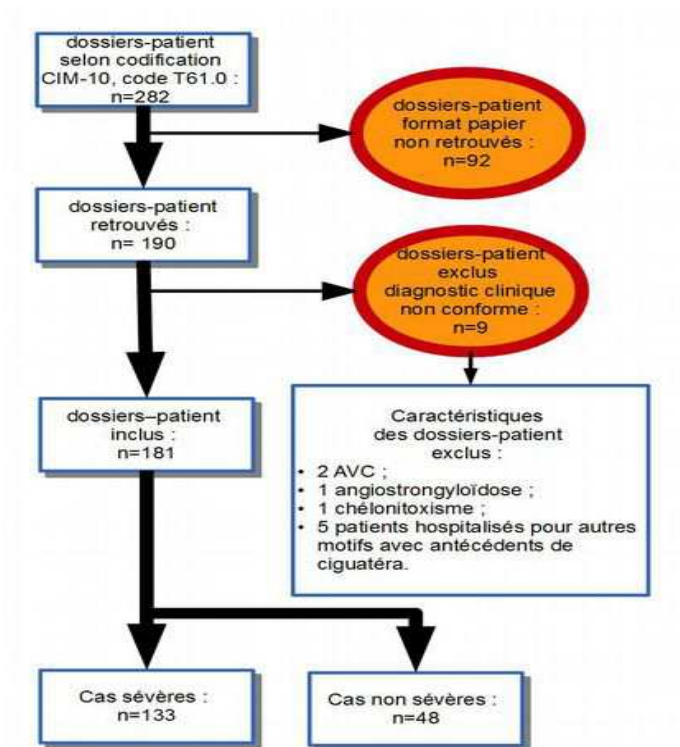 dossiers-patient
selon codification
CIM-10, code T61.0 :
n=282
dossiers-patient
format papier
non retrouvés :
n=92
dossiers-patient
retrouvés :
n= 190
dossiers-patient
exclus
diagnostic clinique
non conforme :
n=9
dossiers–patient
inclus :
n=181
Caractéristiques
des dossiers-patient
exclus :
• 2 AVC ;
• 1 angiostrongyloïdose ;
• 1 chélonitoxisme ;
• 5 patients hospitalisés pour autres
motifs avec antécédents de
ciguatéra.
Cas sévères :
n=133
Cas non sévères :
n=48